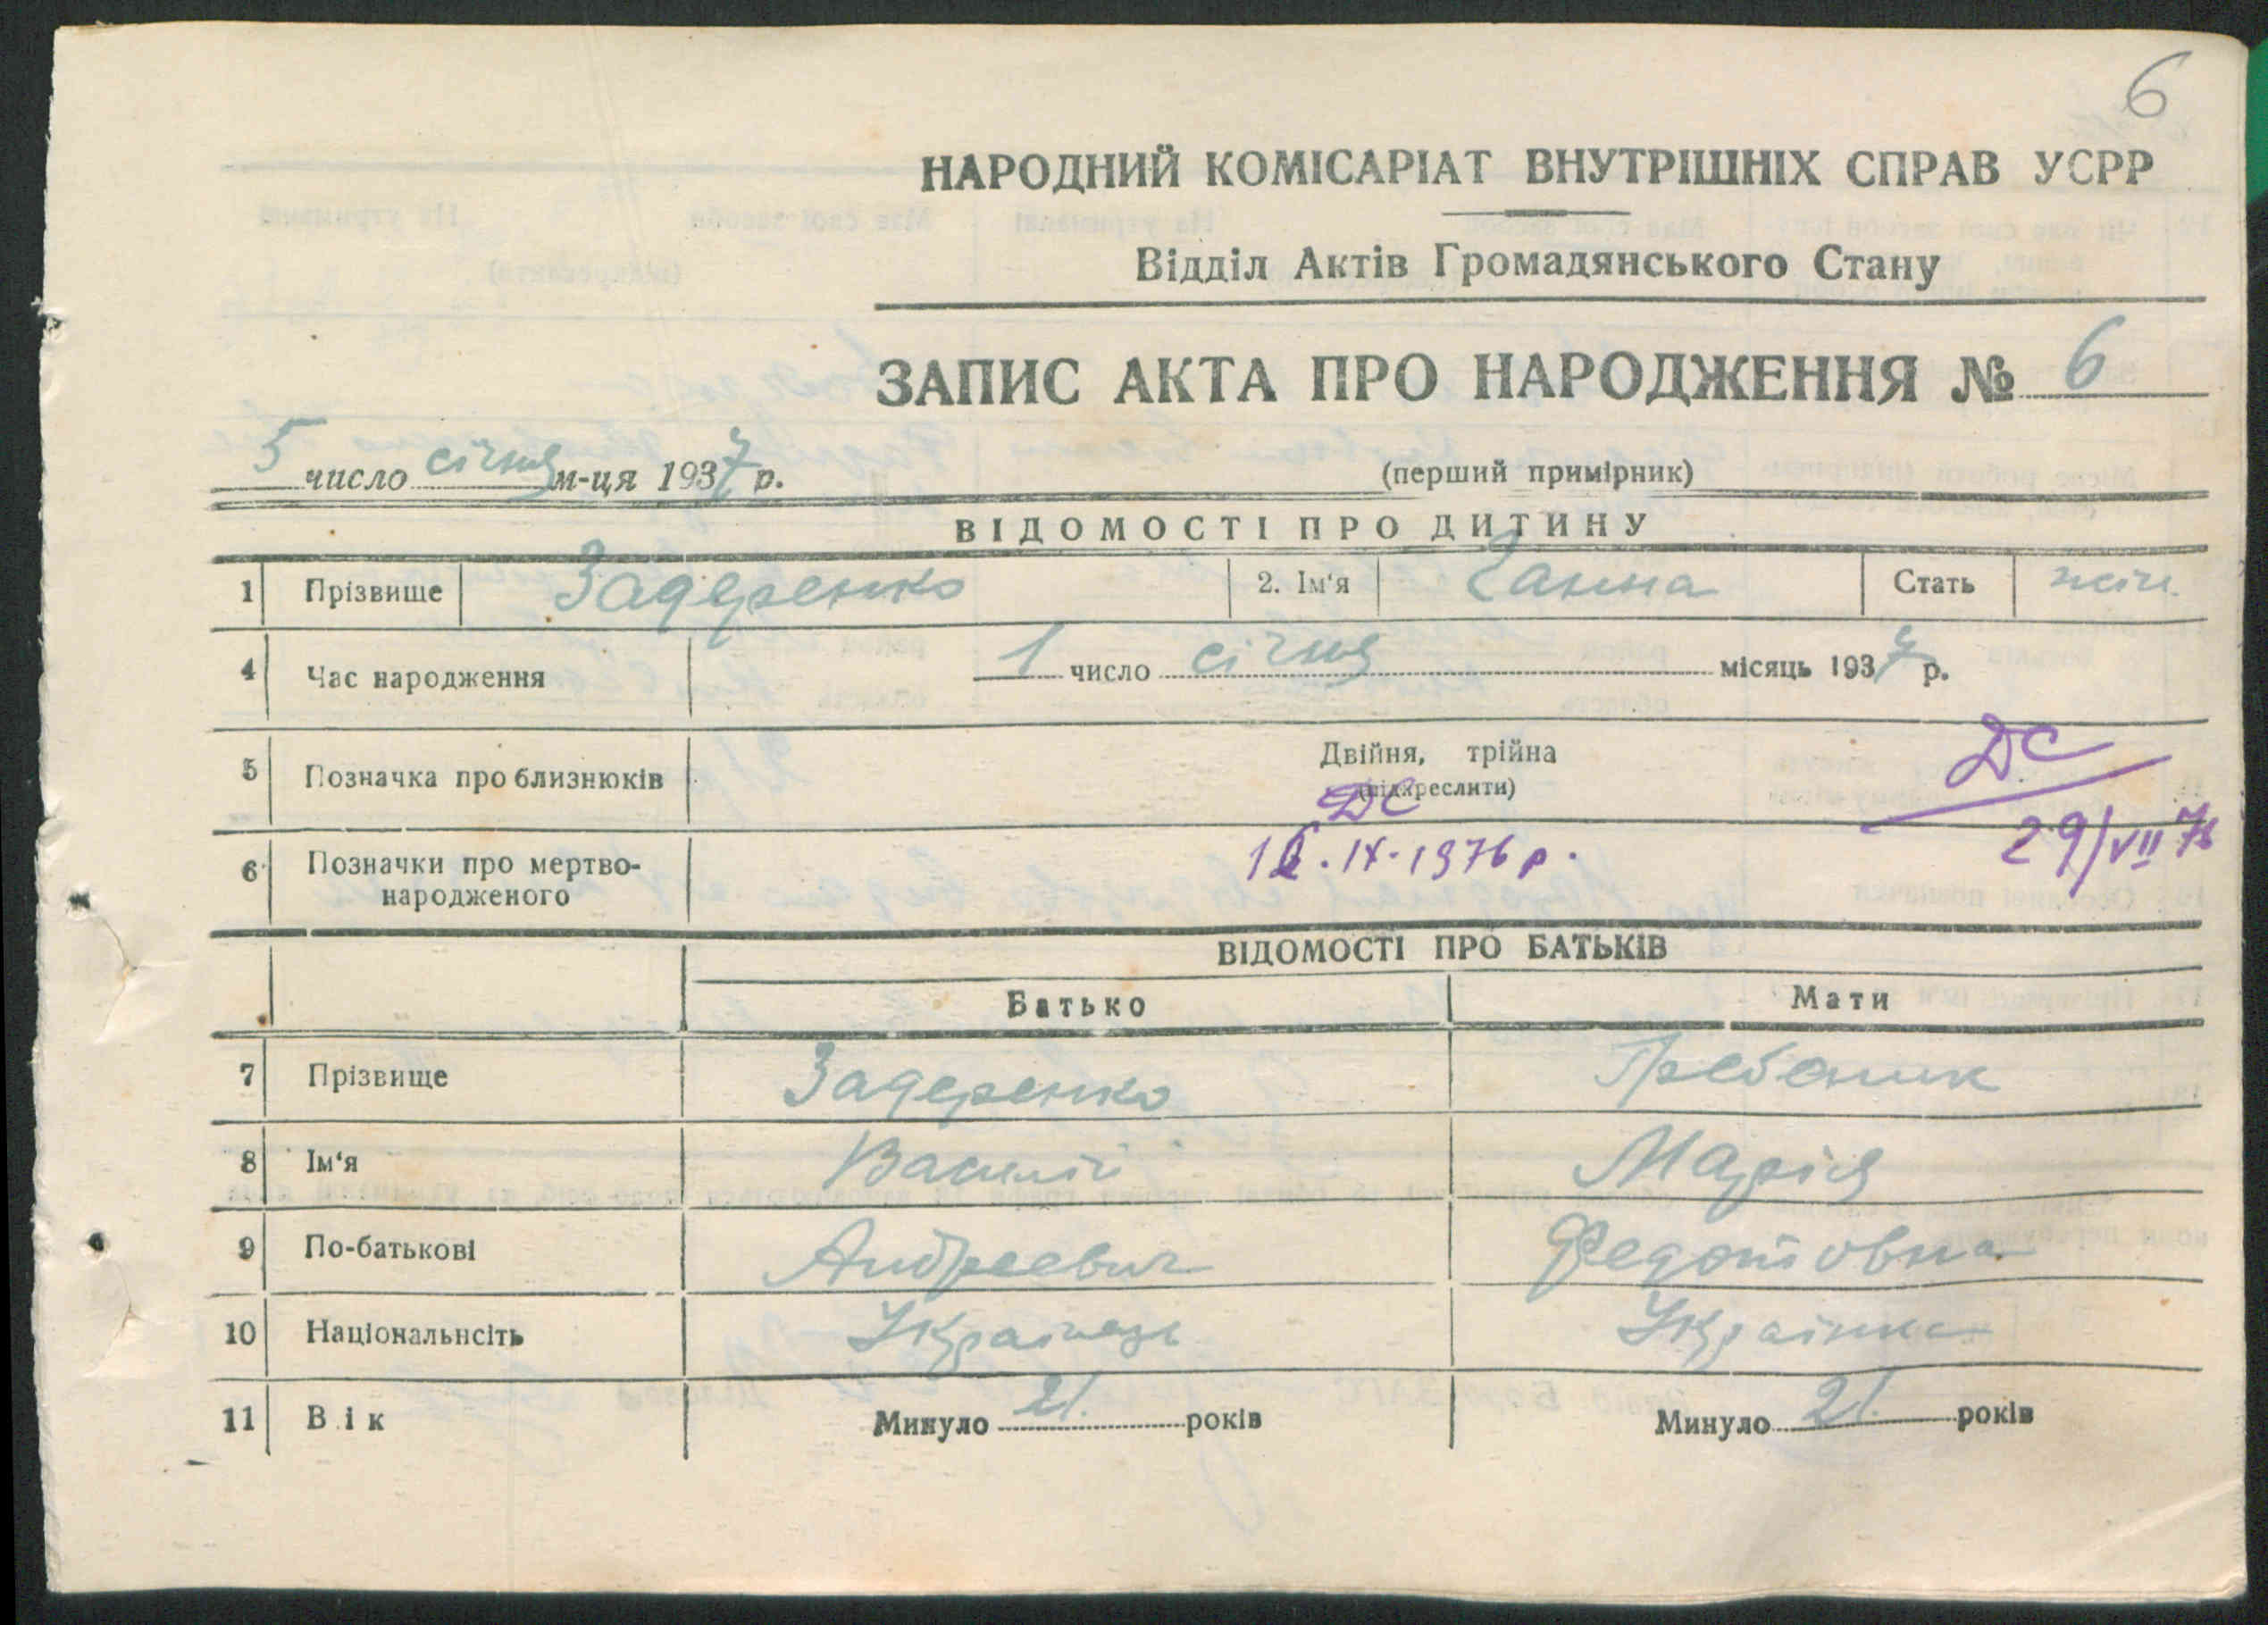 6
НАРОДНИЙ КОМІСАРІАТ ВНУТРІШНІХ СПРАВ УСРР
Відділ Актів Громадянського Стану
ЗАПИС АКТА ПРО НАРОДЖЕННЯ № 6
5 число січня м-ця 1937 р.
(перший примірник)
ВІДОМОСТІ ПРО ДИТИНУ
1 Прізвище Задеренко 2. Ім'я Ганна Стать жін.
4 Час народження 1 число січня місяць 1937 р.
5 Позначка про близнюків Двійня, трійна
(підкреслити)
ДС
ДС
29/VII 76
.IX.1976 р.
6 Позначки про мертво-
народженого
ВІДОМОСТІ ПРО БАТЬКІВ
Батько Мати
7 Прізвище Задеренко Гребеник
8 Ім'я Василій Марія
9 По-батькові Андреевич Федотовна
10 Національнсіть Українець Українка
11 Вік Минуло 21. років Минуло 21. років